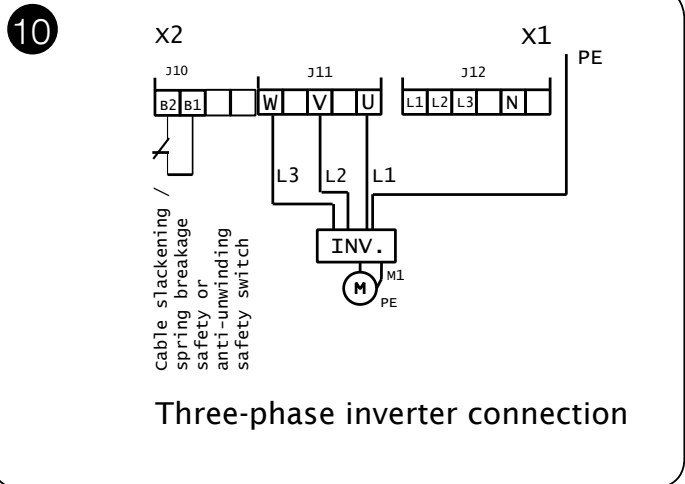 10
X2
X1
PE
J10
J11
J12
B2 B1
W V U
L1 L2 L3 N
L3 L2 L1
INV.
M
M1
PE
Cable slackening /
spring breakage
safety or
anti-unwinding
safety switch
Three-phase inverter connection